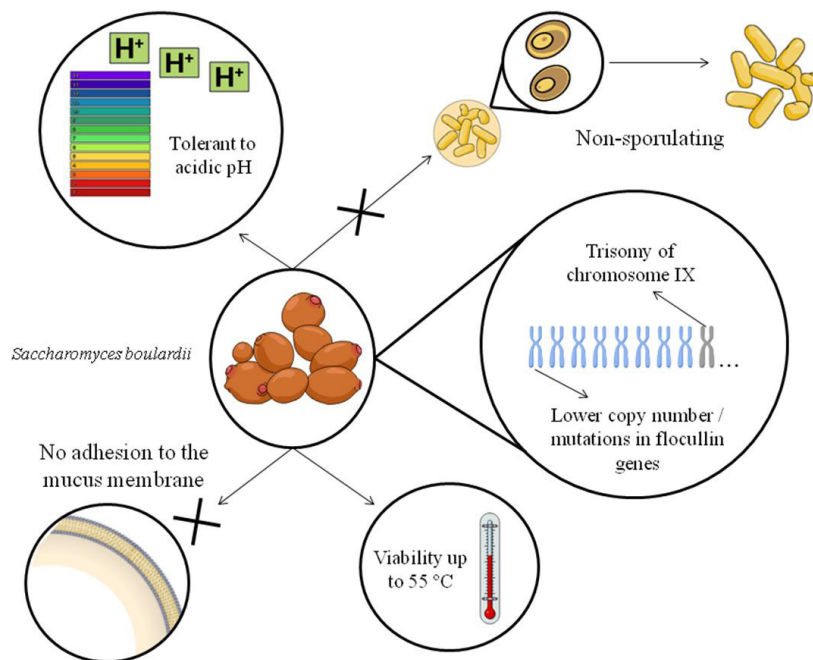 H+
H+
H+
Tolerant to
acidic pH
Non-sporulating
Trisomy of
chromosome IX
...
Lower copy number /
mutations in flocullin
genes
Saccharomyces boulardii
No adhesion to the
mucus membrane
Viability up
to 55 °C